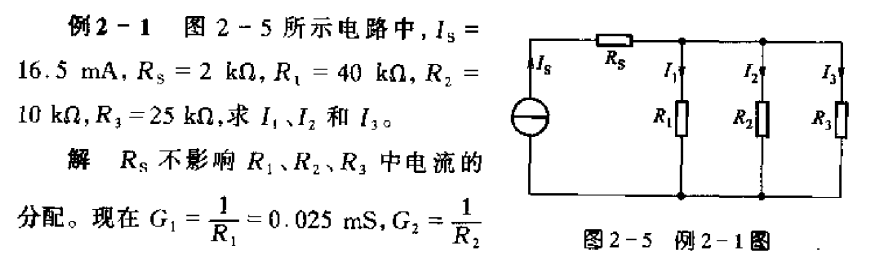 例2-1 图2-5所示电路中,I_S =
16.5 mA, R_S = 2 kΩ, R_1 = 40 kΩ, R_2 =
10 kΩ, R_3 = 25 kΩ,求 I_1、I_2 和 I_3。
解 R_S 不影响 R_1、R_2、R_3 中电流的
分配。现在 G_1 = 1/R_1 = 0.025 mS, G_2 = 1/R_2
I_S R_S I_1 I_2 I_3
R_1 R_2 R_3
图2-5 例2-1图